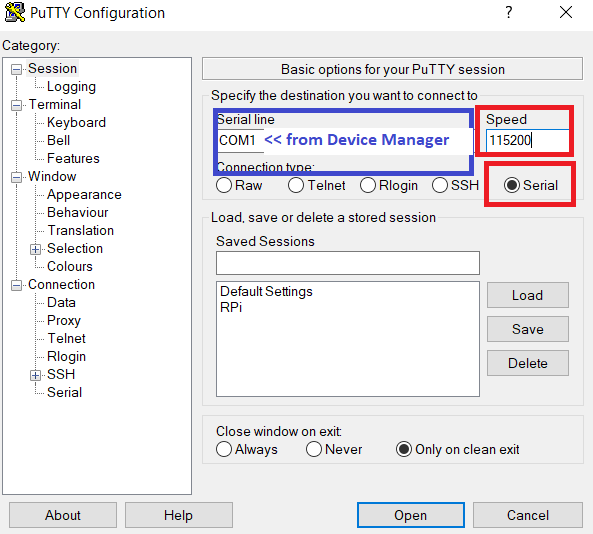 PuTTY Configuration
?
Category:
Session
Logging
Terminal
Keyboard
Bell
Features
Window
Appearance
Behaviour
Translation
Selection
Colours
Connection
Data
Proxy
Telnet
Rlogin
SSH
Serial
Basic options for your PuTTY session
Specify the destination you want to connect to
Serial line
Speed
COM1 << from Device Manager
115200
Connection type:
Raw Telnet Rlogin SSH Serial
Load, save or delete a stored session
Saved Sessions
Default Settings
RPi
Load
Save
Delete
Close window on exit:
Always Never Only on clean exit
About Help Open Cancel